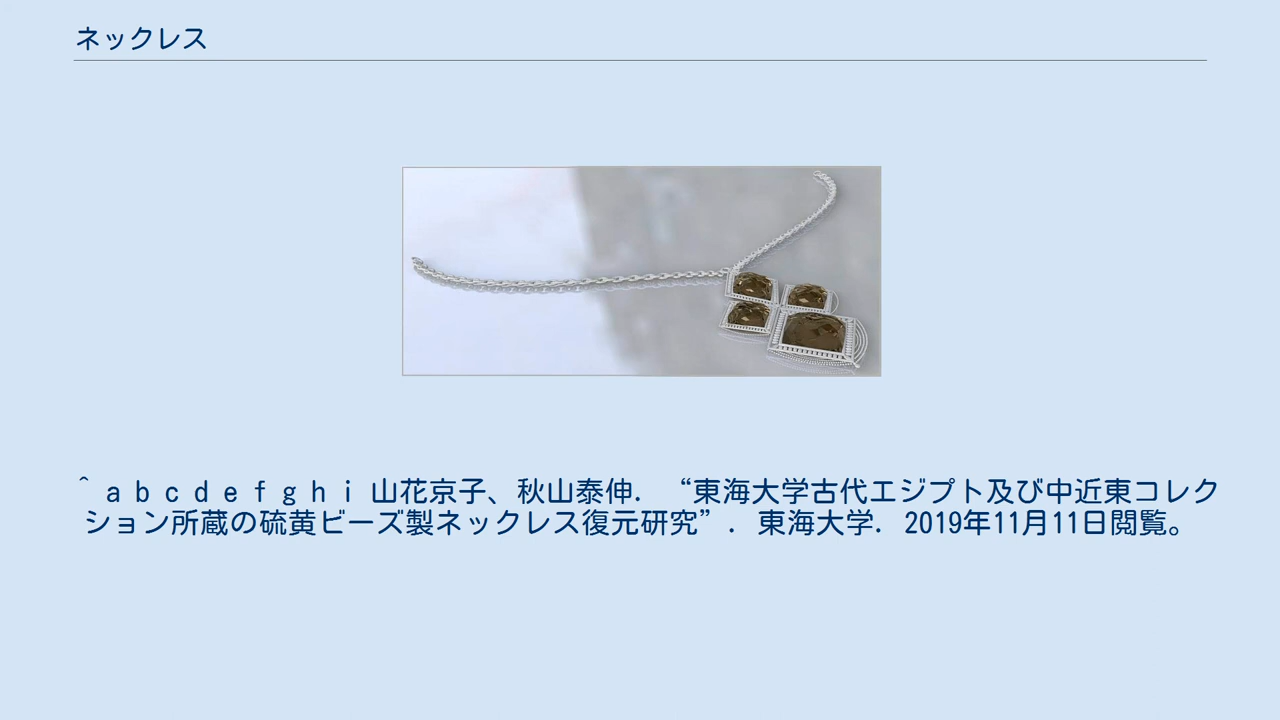 ネックレス
^ a b c d e f g h i 山花京子、秋山泰伸. “東海大学古代エジプト及び中近東コレク
ション所蔵の硫黄ビーズ製ネックレス復元研究”. 東海大学. 2019年11月11日閲覧。